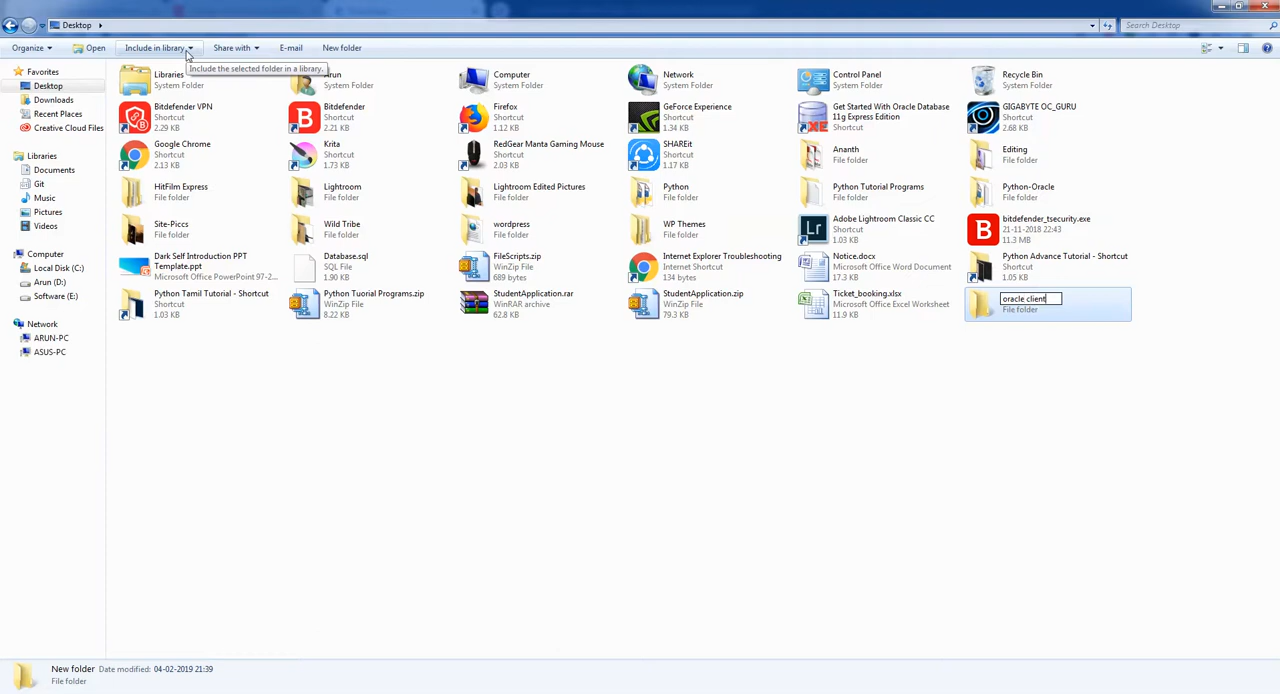 Desktop
Search Desktop
Organize
Open
Include in library
Share with
E-mail
New folder
Include the selected folder in a library.
Favorites
Desktop
Downloads
Recent Places
Creative Cloud Files
Libraries
Documents
Git
Music
Pictures
Videos
Computer
Local Disk (C:)
Arun (D:)
Software (E:)
Network
ARUN-PC
ASUS-PC
Libraries
System Folder
Arun
System Folder
Computer
System Folder
Network
System Folder
Control Panel
System Folder
Recycle Bin
System Folder
Bitdefender VPN
Shortcut
2.29 KB
Bitdefender
Shortcut
2.21 KB
Firefox
Shortcut
1.12 KB
GeForce Experience
Shortcut
1.34 KB
Get Started With Oracle Database
11g Express Edition
Shortcut
XE
GIGABYTE OC_GURU
Shortcut
2.68 KB
Google Chrome
Shortcut
2.13 KB
Krita
Shortcut
1.73 KB
RedGear Manta Gaming Mouse
Shortcut
2.03 KB
SHAREit
Shortcut
1.17 KB
Ananth
File folder
Editing
File folder
HitFilm Express
File folder
Lightroom
File folder
Lightroom Edited Pictures
File folder
Python
File folder
Python Tutorial Programs
File folder
Python-Oracle
File folder
Site-Piccs
File folder
Wild Tribe
File folder
wordpress
File folder
WP Themes
File folder
Lr
Adobe Lightroom Classic CC
Shortcut
1.03 KB
bitdefender_tsecurity.exe
21-11-2018 22:43
11.3 MB
Dark Self Introduction PPT
Template.ppt
Microsoft Office PowerPoint 97-2...
Database.sql
SQL File
1.90 KB
FileScripts.zip
WinZip File
689 bytes
Internet Explorer Troubleshooting
Internet Shortcut
134 bytes
Notice.docx
Microsoft Office Word Document
17.3 KB
Python Advance Tutorial - Shortcut
Shortcut
1.05 KB
Python Tamil Tutorial - Shortcut
Shortcut
1.03 KB
Python Tuorial Programs.zip
WinZip File
8.22 KB
StudentApplication.rar
WinRAR archive
62.8 KB
StudentApplication.zip
WinZip File
79.3 KB
Ticket_booking.xlsx
Microsoft Office Excel Worksheet
11.9 KB
oracle client
File folder
New folder Date modified: 04-02-2019 21:39
File folder